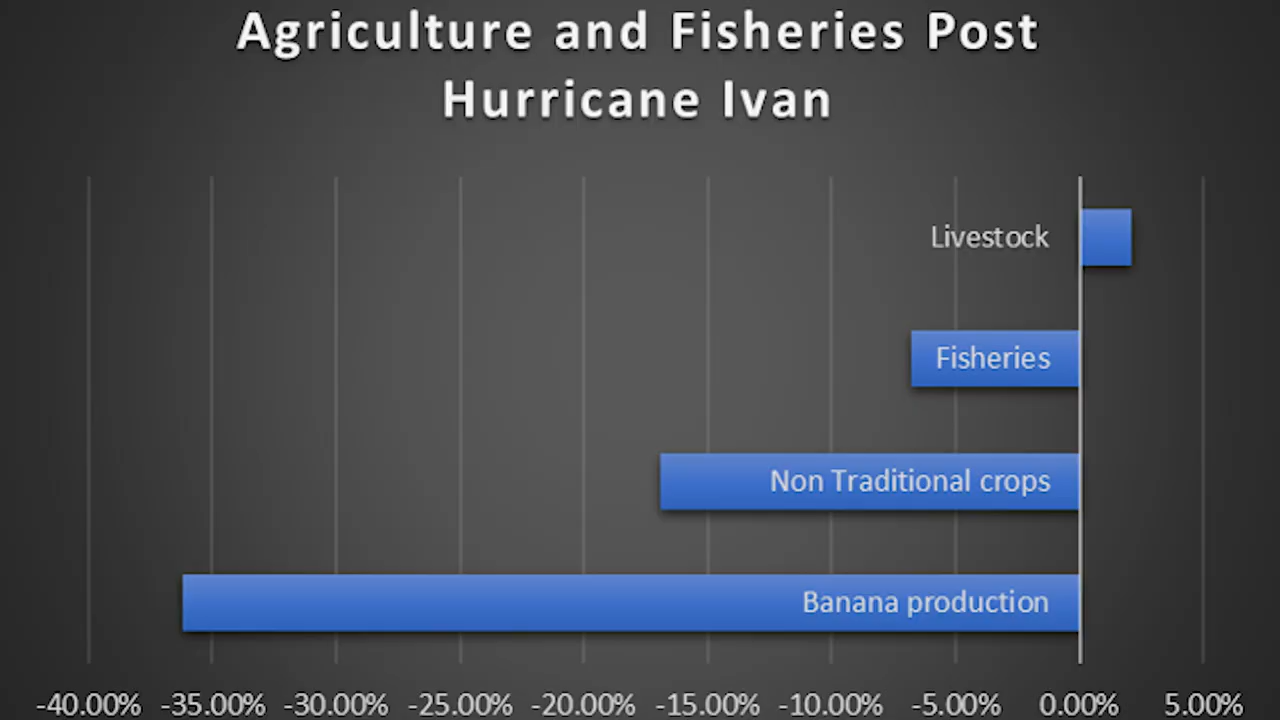 Agriculture and Fisheries Post
Hurricane Ivan
Livestock
Fisheries
Non Traditional crops
Banana production
-40.00% -35.00% -30.00% -25.00% -20.00% -15.00% -10.00% -5.00% 0.00% 5.00%